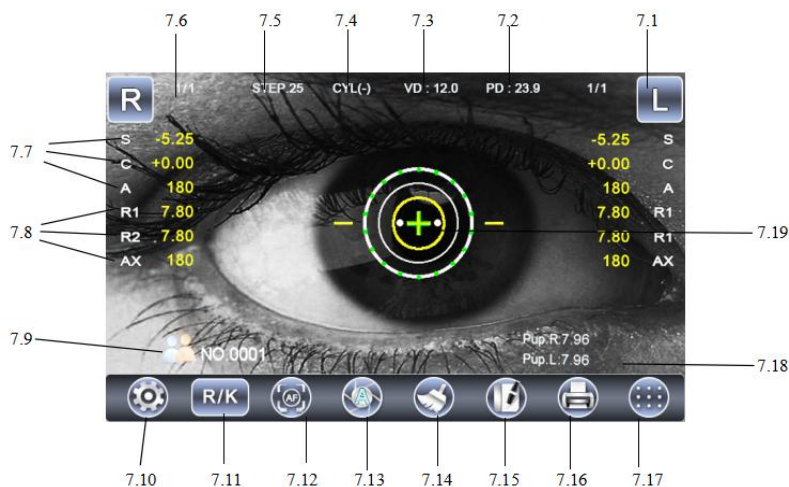 7.6 7.5 7.4 7.3 7.2 7.1
R 1/1 STEP.25 CYL(-) VD : 12.0 PD : 23.9 1/1 L
S -5.25 -5.25 S
7.7 C +0.00 +0.00 C
A 180 180 A
R1 7.80 7.80 R1
7.8 R2 7.80 7.80 R1 7.19
AX 180 180 AX
7.9 NO.0001 Pup.R:7.96
Pup.L:7.96 7.18
R/K AF A
7.10 7.11 7.12 7.13 7.14 7.15 7.16 7.17